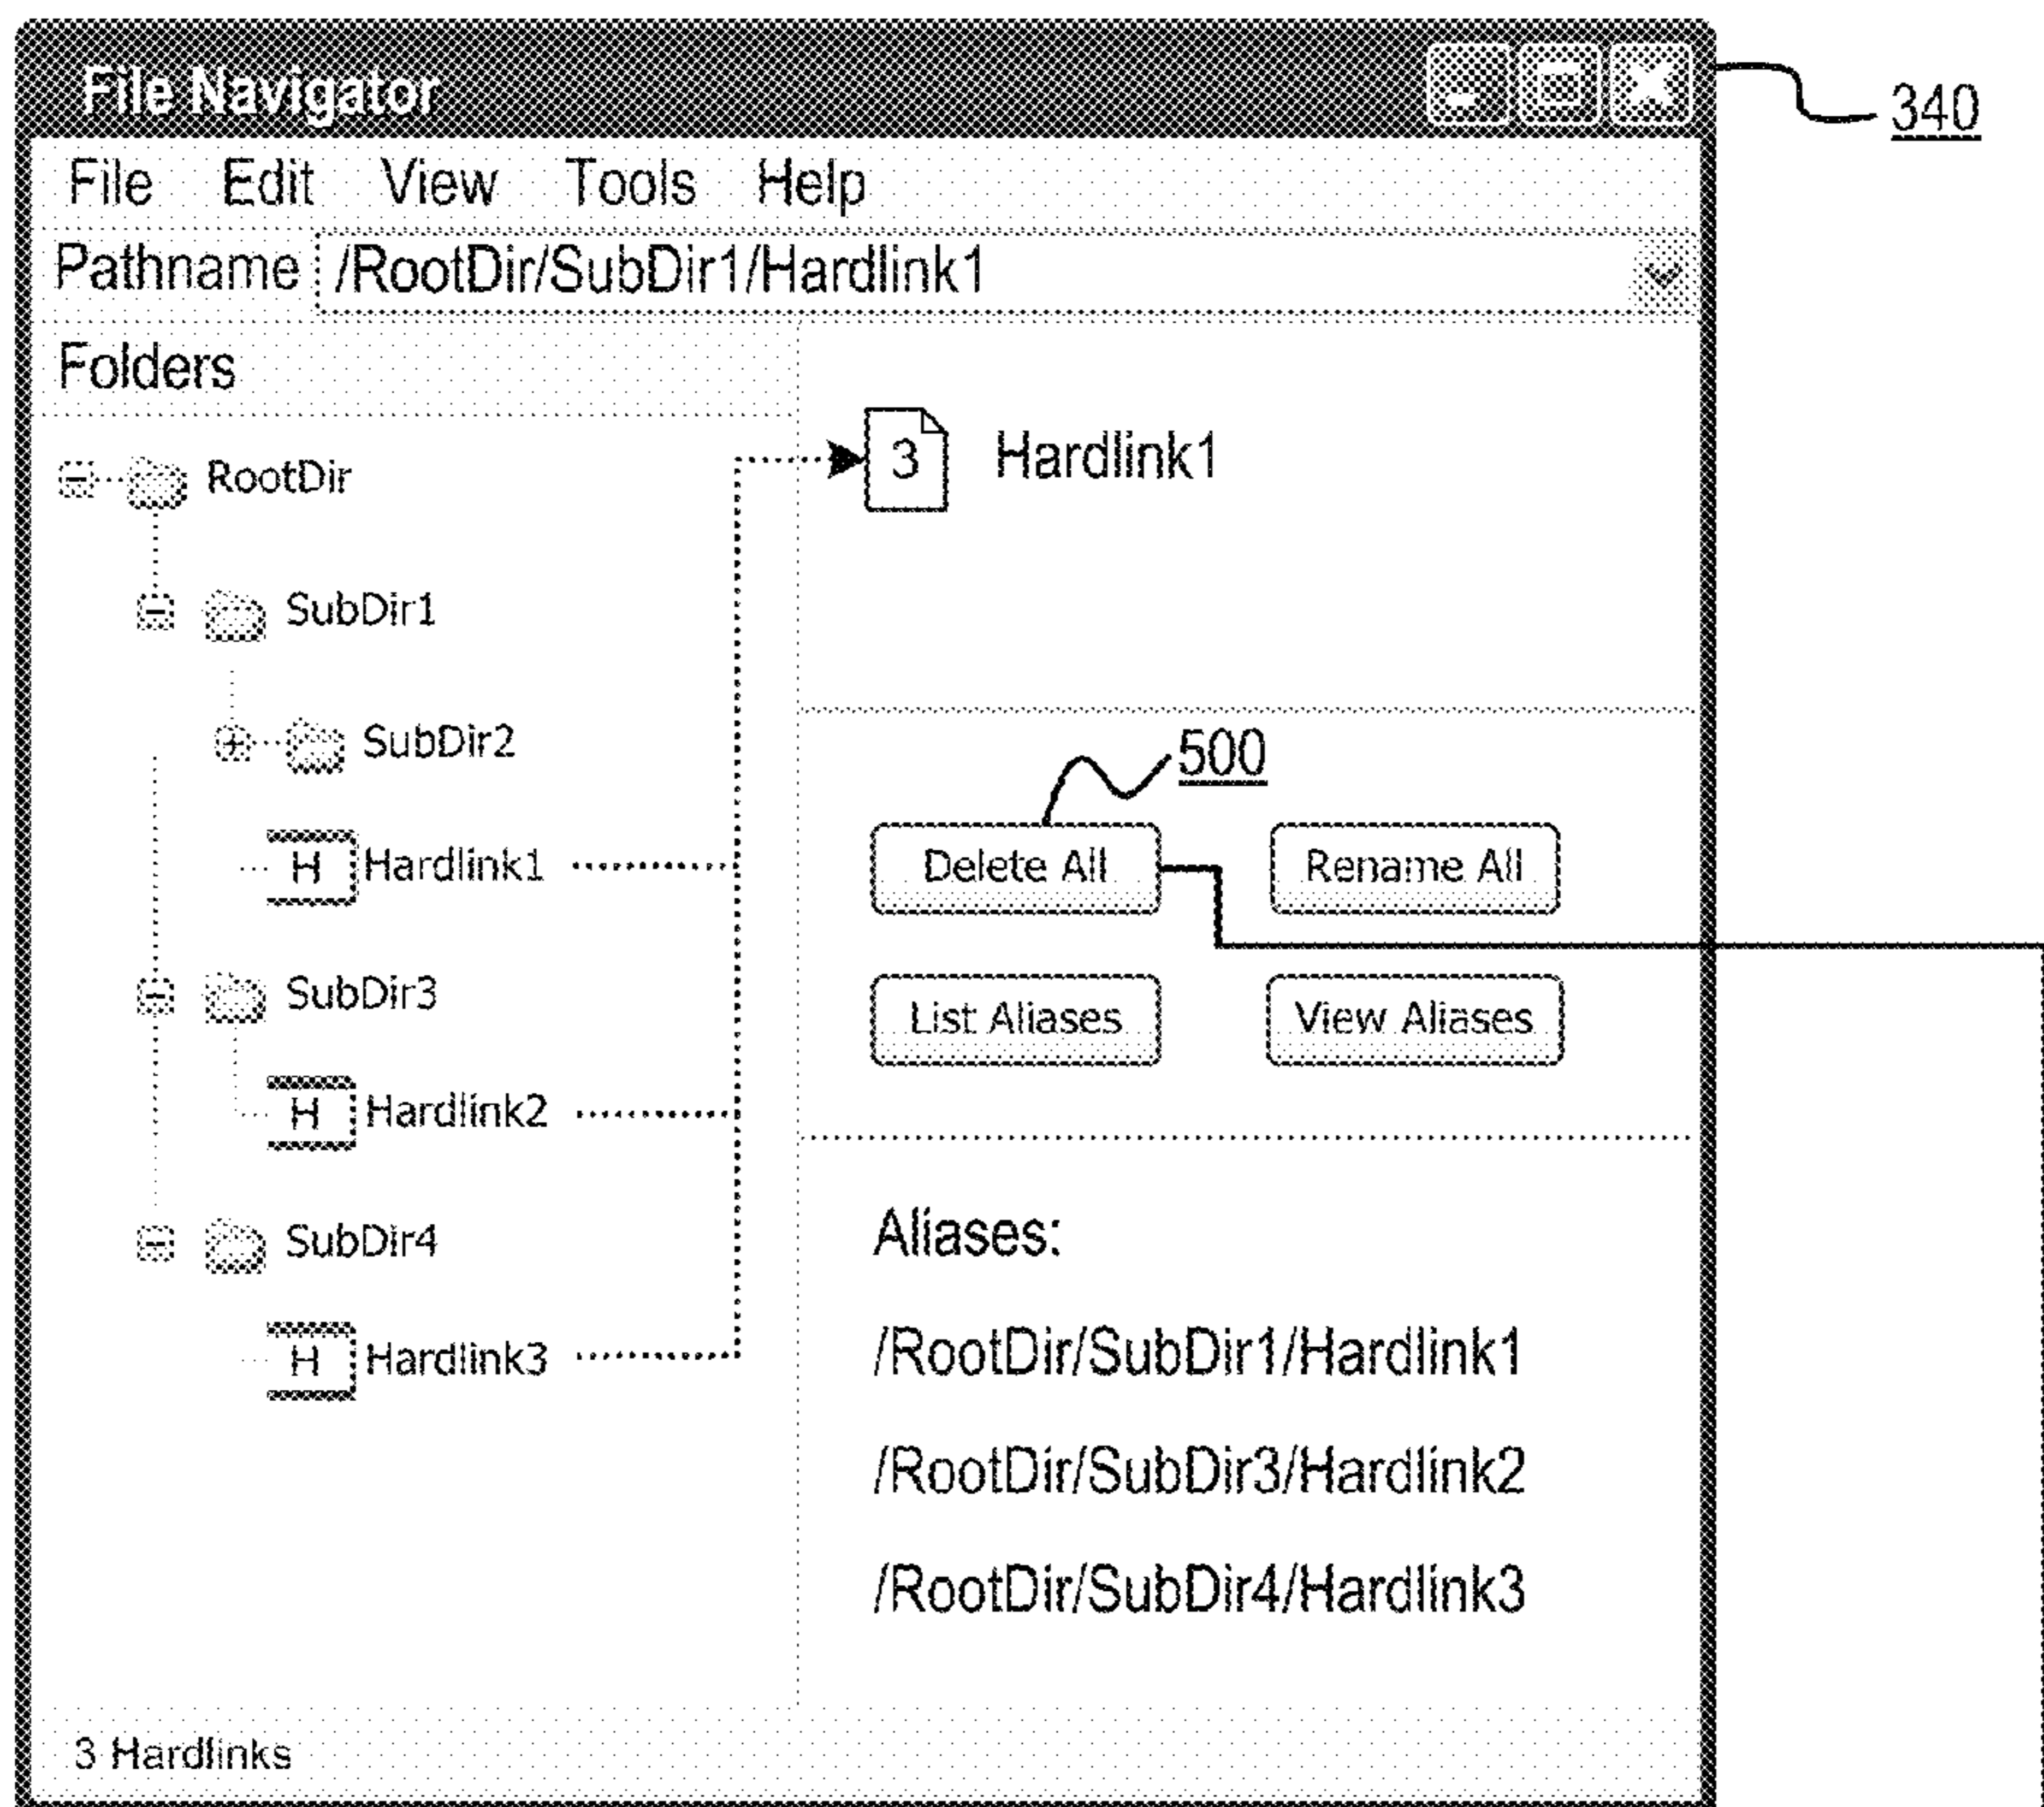 File Navigator
340
File Edit View Tools Help
Pathname /RootDir/SubDir1/Hardlink1
Folders
RootDir
SubDir1
SubDir2
H Hardlink1
SubDir3
H Hardlink2
SubDir4
H Hardlink3
3 Hardlink1
500
Delete All Rename All
List Aliases View Aliases
Aliases:
/RootDir/SubDir1/Hardlink1
/RootDir/SubDir3/Hardlink2
/RootDir/SubDir4/Hardlink3
3 Hardlinks